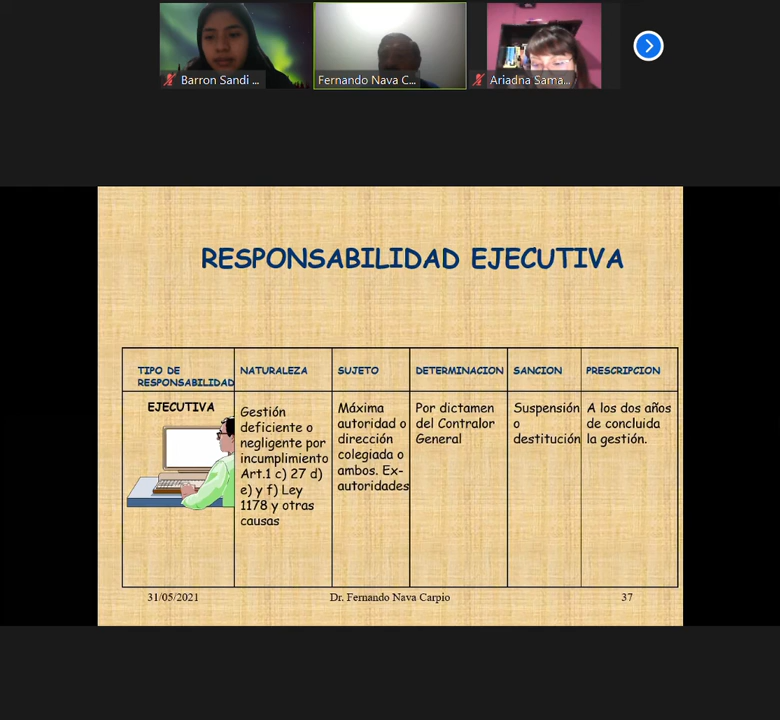 Barron Sandi ...
Fernando Nava C...
Ariadna Sama...
RESPONSABILIDAD EJECUTIVA
TIPO DE
RESPONSABILIDAD
NATURALEZA
SUJETO
DETERMINACION
SANCION
PRESCRIPCION
EJECUTIVA
Gestión
deficiente o
negligente por
incumplimiento
Art.1 c) 27 d)
e) y f) Ley
1178 y otras
causas
Máxima
autoridad o
dirección
colegiada o
ambos. Ex-
autoridades
Por dictamen
del Contralor
General
Suspensión
o
destitución
A los dos años
de concluida
la gestión.
31/05/2021
Dr. Fernando Nava Carpio
37